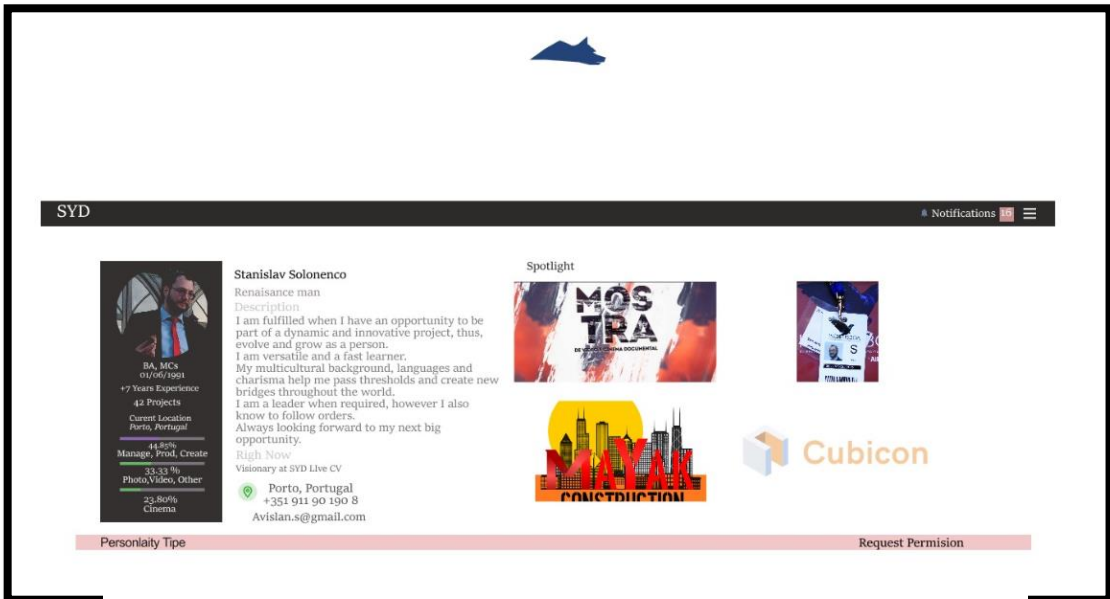 SYD
Notifications 16
BA, MCs
01/06/1991
+7 Years Experience
42 Projects
Curent Location
Porto, Portugal
44.85%
Manage, Prod, Create
33.33 %
Photo,Video, Other
23.80%
Cinema
Stanislav Solonenco
Renaisance man
Description
I am fulfilled when I have an opportunity to be
part of a dynamic and innovative project, thus,
evolve and grow as a person.
I am versatile and a fast learner.
My multicultural background, languages and
charisma help me pass thresholds and create new
bridges throughout the world.
I am a leader when required, however I also
know to follow orders.
Always looking forward to my next big
opportunity.
Righ Now
Visionary at SYD LIve CV
Porto, Portugal
+351 911 90 190 8
Avislan.s@gmail.com
Spotlight
MOS
TRA
CINEMA DOCUMENTAL
S
MAYAK
CONSTRUCTION
Cubicon
Personlaity Tipe
Request Permision